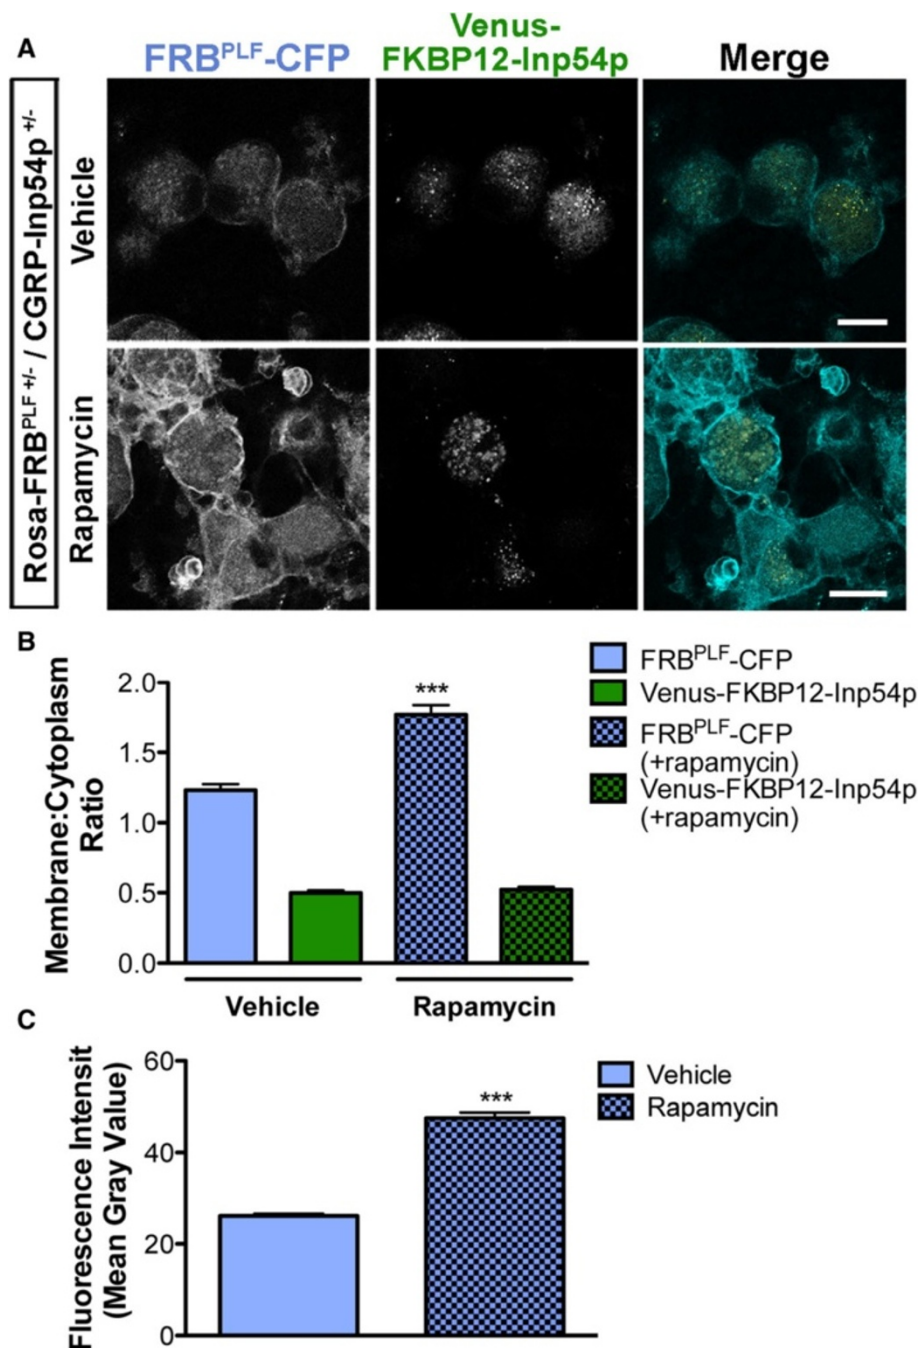 A
FRBPLF-CFP
Venus-
FKBP12-Inp54p
Merge
Rosa-FRBPLF +/- / CGRP-Inp54p +/-
Vehicle
Rapamycin
B
Membrane:Cytoplasm
Ratio
2.0
1.5
1.0
0.5
0.0
***
Vehicle
Rapamycin
FRBPLF-CFP
Venus-FKBP12-Inp54p
FRBPLF-CFP
(+rapamycin)
Venus-FKBP12-Inp54p
(+rapamycin)
C
Fluorescence Intensit
(Mean Gray Value)
60
40
20
0
***
Vehicle
Rapamycin